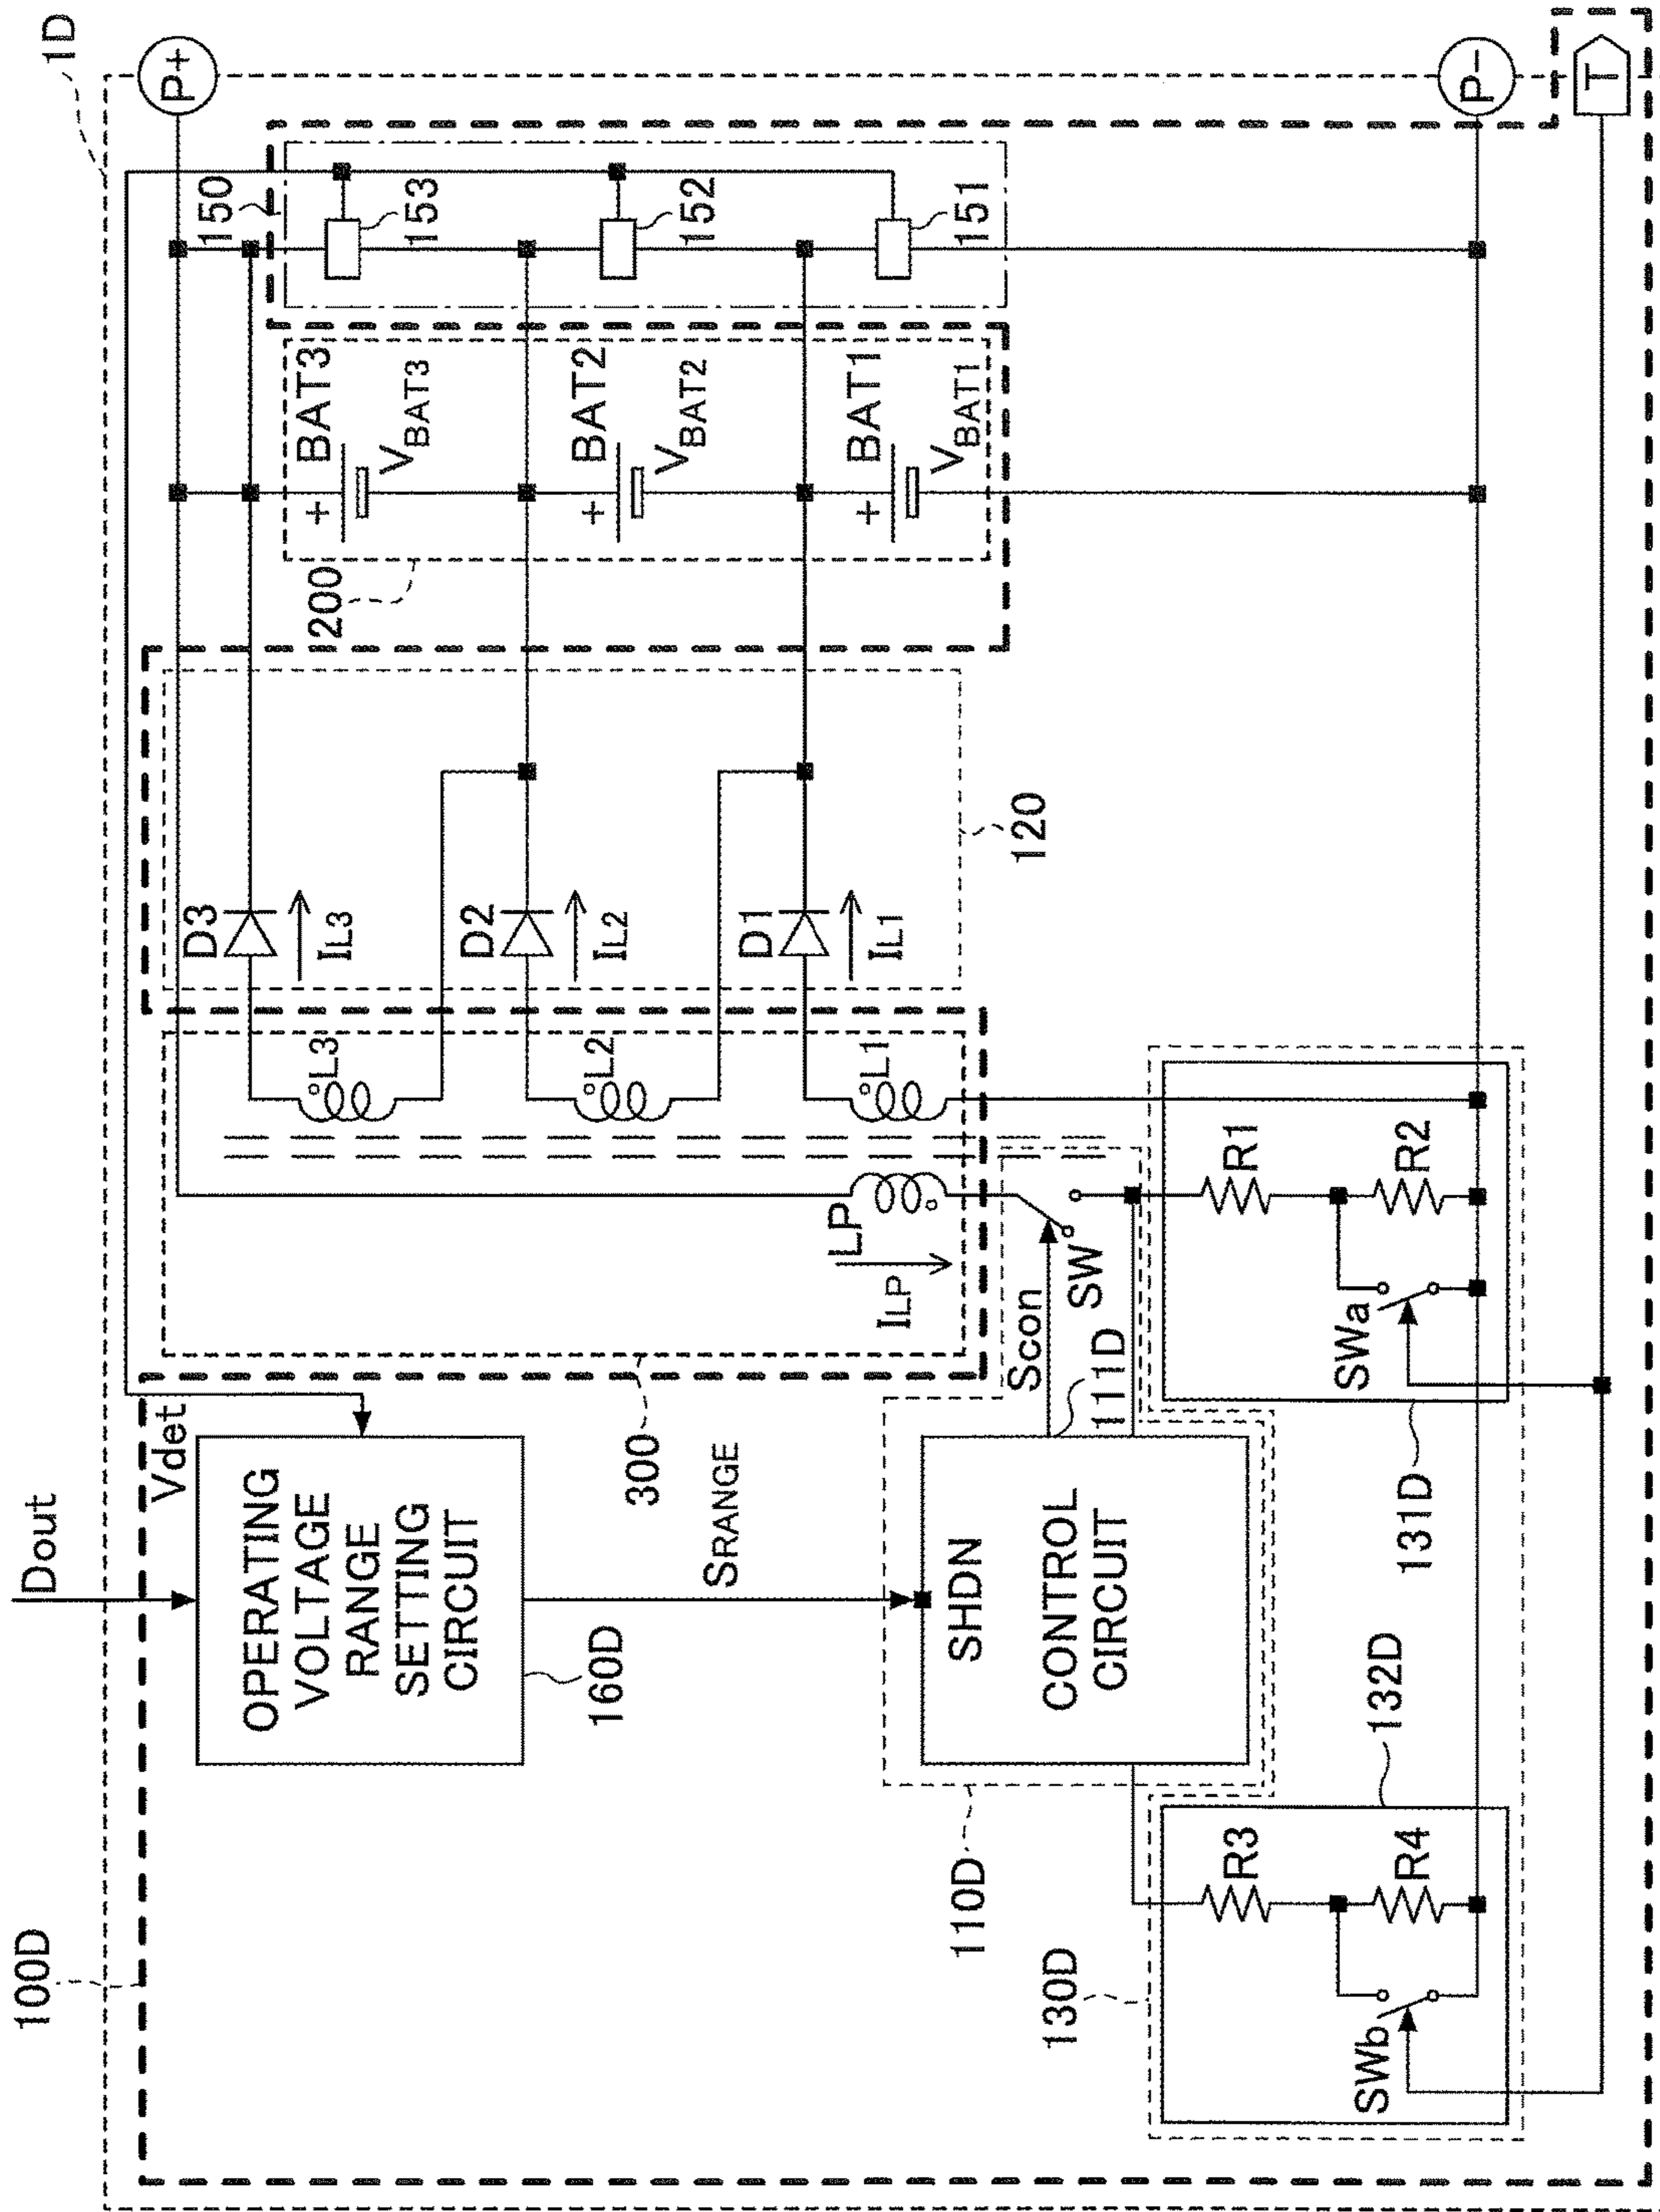 100D
Dout
1D
P+
Vdet
OPERATING
VOLTAGE
RANGE
SETTING
CIRCUIT
160D
SRANGE
300
150
153
152
151
D3
IL3
D2
IL2
D1
IL1
L3
L2
L1
LP
ILP
120
200
+ BAT3
VBAT3
+ BAT2
VBAT2
+ BAT1
VBAT1
SHDN
CONTROL
CIRCUIT
110D
Scon
111D
SW
130D
132D
131D
R3
R4
SWb
R1
R2
SWa
P-
T